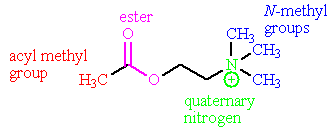 ester
N-methyl
groups
acyl methyl
group
O
CH3
CH3
N
CH3
H3C
O
+
quaternary
nitrogen